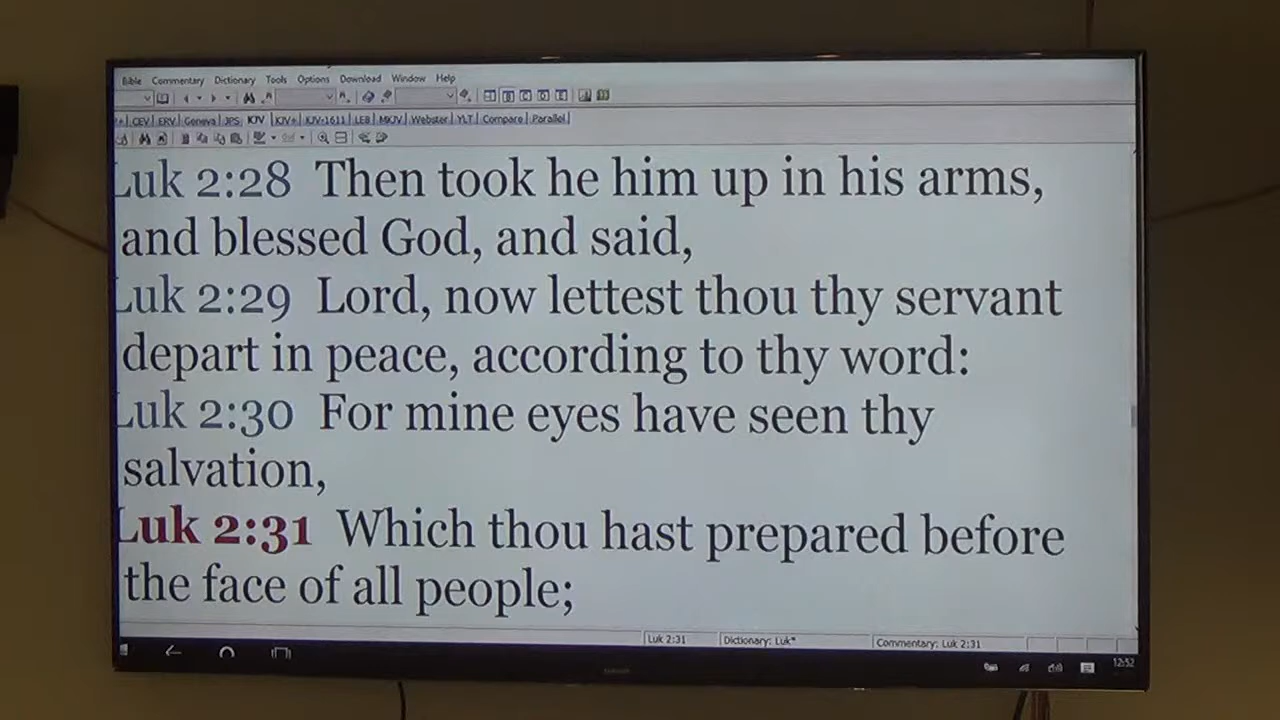 Bible Commentary Dictionary Tools Options Download Window Help
CEV ERV Geneva JPS KJV KJV+ KJV-1611 LEB MKJV Webster YLT Compare Parallel
Luk 2:28 Then took he him up in his arms,
and blessed God, and said,
Luk 2:29 Lord, now lettest thou thy servant
depart in peace, according to thy word:
Luk 2:30 For mine eyes have seen thy
salvation,
Luk 2:31 Which thou hast prepared before
the face of all people;
Luk 2:31 Dictionary: Luk* Commentary: Luk 2:31
12:52